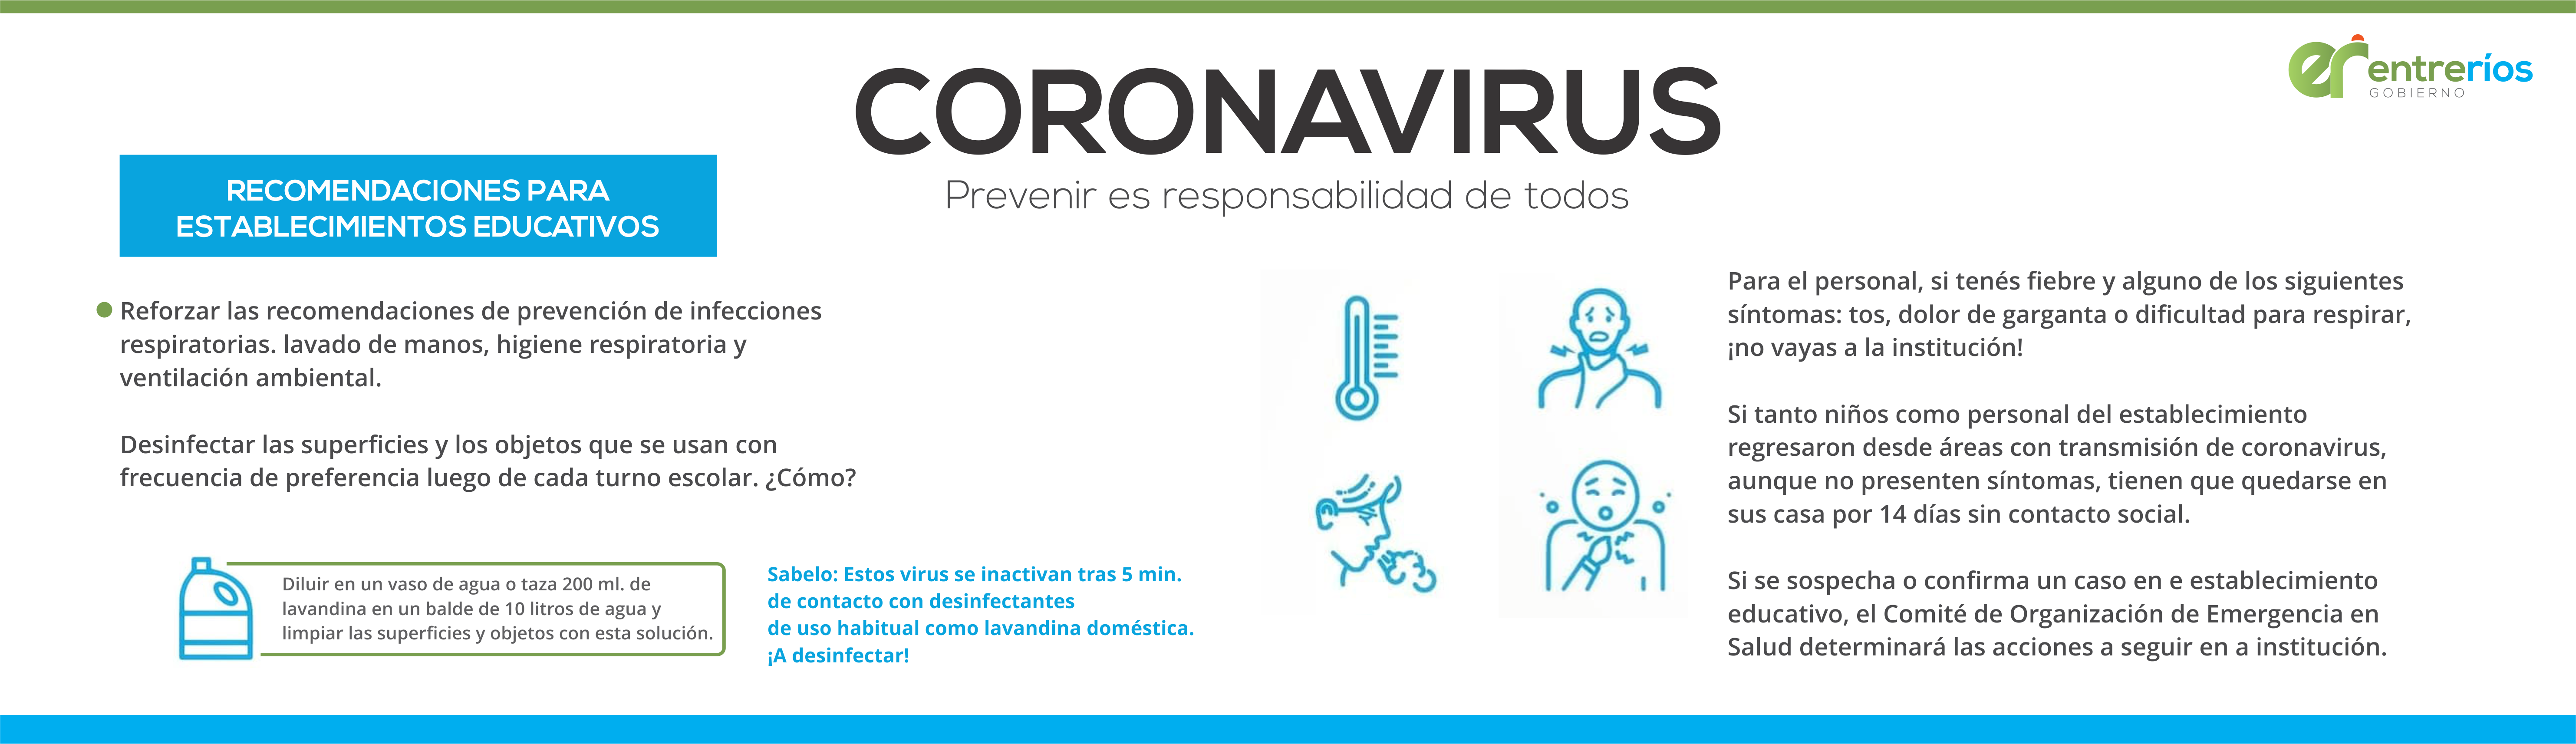 CORONAVIRUS
Prevenir es responsabilidad de todos
er entreríos
GOBIERNO
RECOMENDACIONES PARA
ESTABLECIMIENTOS EDUCATIVOS
Reforzar las recomendaciones de prevención de infecciones
respiratorias. lavado de manos, higiene respiratoria y
ventilación ambiental.
Desinfectar las superficies y los objetos que se usan con
frecuencia de preferencia luego de cada turno escolar. ¿Cómo?
Diluir en un vaso de agua o taza 200 ml. de
lavandina en un balde de 10 litros de agua y
limpiar las superficies y objetos con esta solución.
Sabelo: Estos virus se inactivan tras 5 min.
de contacto con desinfectantes
de uso habitual como lavandina doméstica.
¡A desinfectar!
Para el personal, si tenés fiebre y alguno de los siguientes
síntomas: tos, dolor de garganta o dificultad para respirar,
¡no vayas a la institución!
Si tanto niños como personal del establecimiento
regresaron desde áreas con transmisión de coronavirus,
aunque no presenten síntomas, tienen que quedarse en
sus casa por 14 días sin contacto social.
Si se sospecha o confirma un caso en e establecimiento
educativo, el Comité de Organización de Emergencia en
Salud determinará las acciones a seguir en a institución.